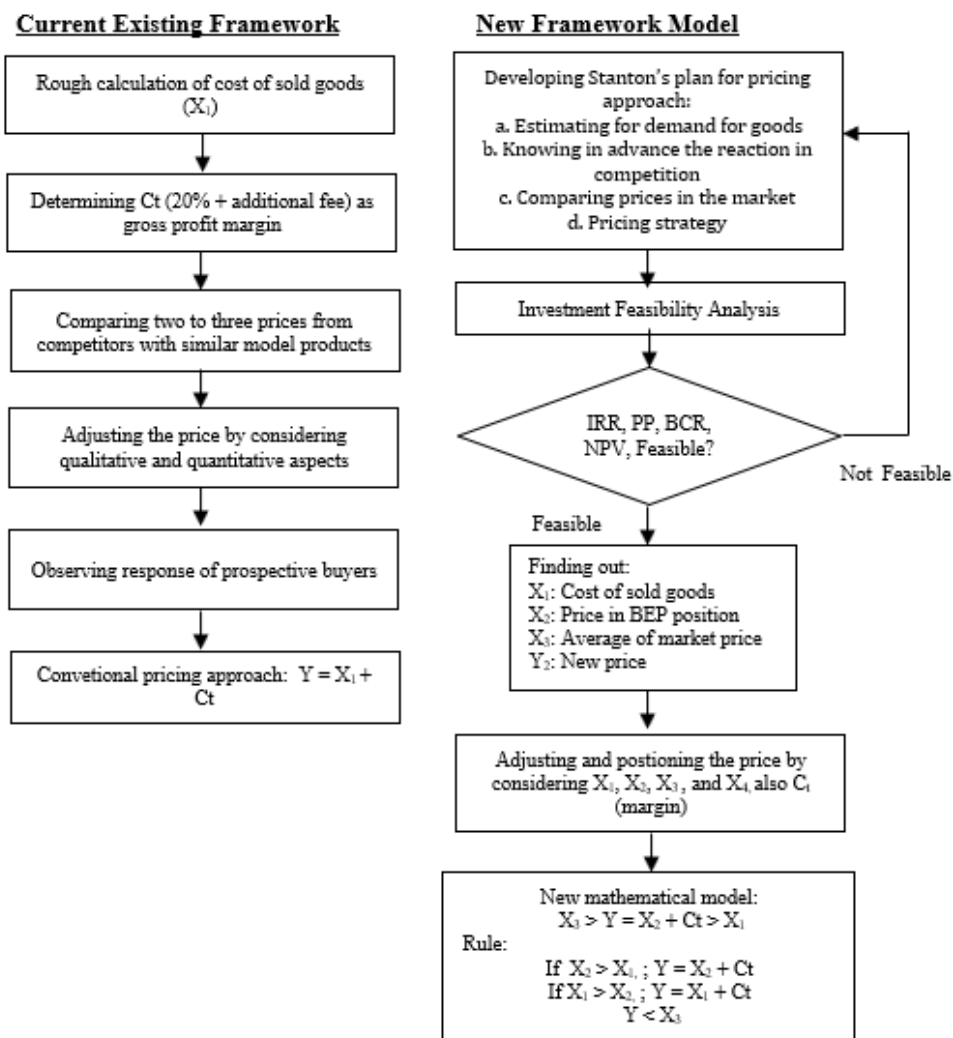 Current Existing Framework
Rough calculation of cost of sold goods
(X₁)
Determining Ct (20% + additional fee) as
gross profit margin
Comparing two to three prices from
competitors with similar model products
Adjusting the price by considering
qualitative and quantitative aspects
Observing response of prospective buyers
Convetional pricing approach: Y = X₁ +
Ct
New Framework Model
Developing Stanton's plan for pricing
approach:
a. Estimating for demand for goods
b. Knowing in advance the reaction in
competition
c. Comparing prices in the market
d. Pricing strategy
Investment Feasibility Analysis
IRR, PP, BCR,
NPV, Feasible?
Not Feasible
Feasible
Finding out:
X₁: Cost of sold goods
X₂: Price in BEP position
X₃: Average of market price
Y₂: New price
Adjusting and postioning the price by
considering X₁, X₂, X₃ , and X₄, also Cₜ
(margin)
New mathematical model:
X₃ > Y = X₂ + Ct > X₁
Rule:
If X₂ > X₁, ; Y = X₂ + Ct
If X₁ > X₂, ; Y = X₁ + Ct
Y < X₃